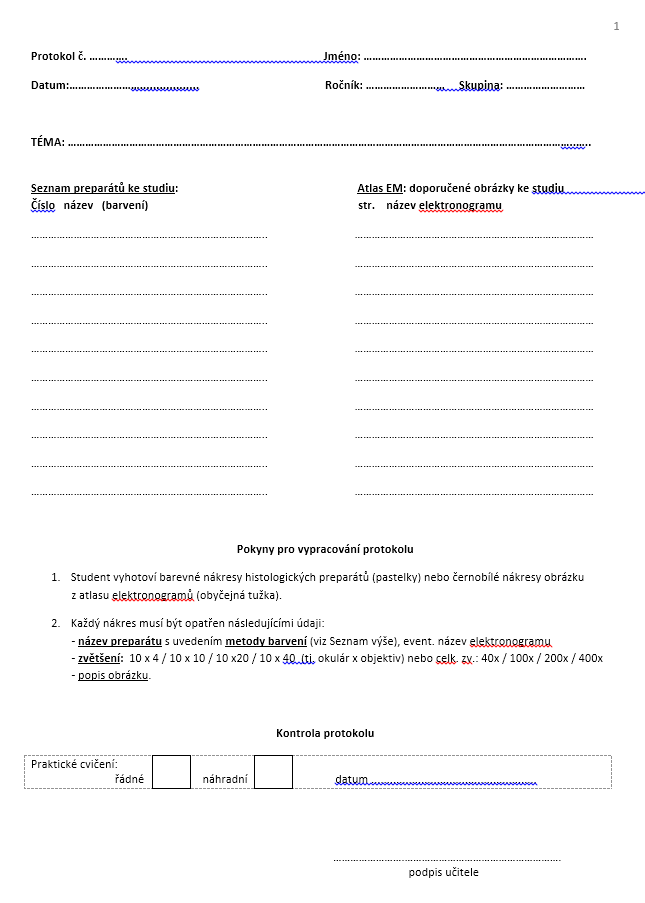 1
Protokol č. ………… Jméno: ……………………………………………………………….
Datum:…………………………………… Ročník: …………………….. Skupina: ……………………..
TÉMA: ………………………………………………………………………………………………………………………………………………..
Seznam preparátů ke studiu: Atlas EM: doporučené obrázky ke studiu
Číslo název (barvení) str. název elektronogramu
…………………………………………………………….. ……………………………………………………………..
…………………………………………………………….. ……………………………………………………………..
…………………………………………………………….. ……………………………………………………………..
…………………………………………………………….. ……………………………………………………………..
…………………………………………………………….. ……………………………………………………………..
…………………………………………………………….. ……………………………………………………………..
…………………………………………………………….. ……………………………………………………………..
…………………………………………………………….. ……………………………………………………………..
…………………………………………………………….. ……………………………………………………………..
…………………………………………………………….. ……………………………………………………………..
Pokyny pro vypracování protokolu
1. Student vyhotoví barevné nákresy histologických preparátů (pastelky) nebo černobílé nákresy obrázku
z atlasu elektronogramů (obyčejná tužka).
2. Každý nákres musí být opatřen následujícími údaji:
- název preparátu s uvedením metody barvení (viz Seznam výše), event. název elektronogramu
- zvětšení: 10 x 4 / 10 x 10 / 10 x20 / 10 x 40 (tj. okulár x objektiv) nebo celk. zv.: 40x / 100x / 200x / 400x
- popis obrázku.
Kontrola protokolu
Praktické cvičení:
řádné náhradní datum……………………………………………
………………………………………………………….
podpis učitele